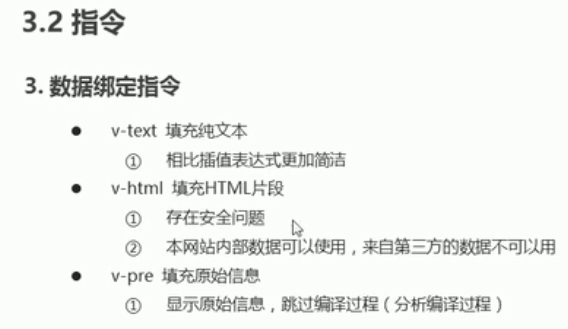 3.2 指令
3. 数据绑定指令
● v-text 填充纯文本
① 相比插值表达式更加简洁
● v-html 填充HTML片段
① 存在安全问题
② 本网站内部数据可以使用，来自第三方的数据不可以用
● v-pre 填充原始信息
① 显示原始信息，跳过编译过程（分析编译过程）